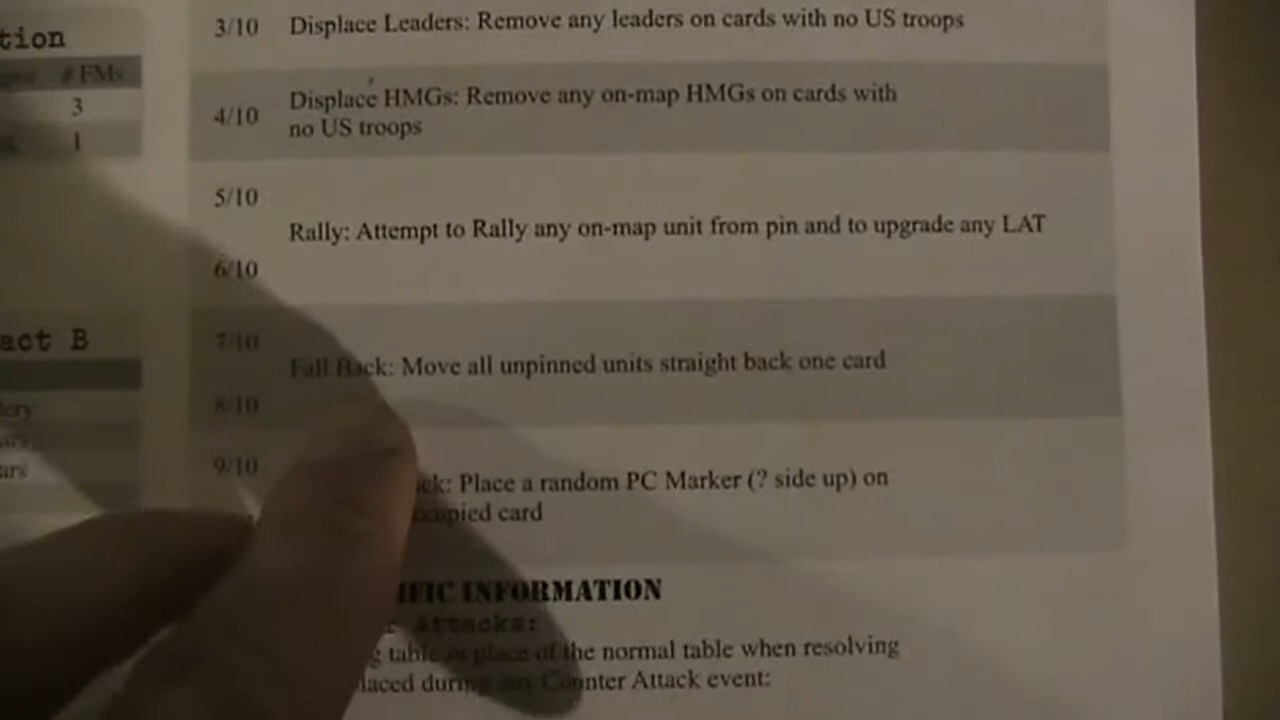 tion
# FMs
3
1
act B
lery
ars
3/10 Displace Leaders: Remove any leaders on cards with no US troops
4/10 Displace HMGs: Remove any on-map HMGs on cards with
no US troops
5/10
Rally: Attempt to Rally any on-map unit from pin and to upgrade any LAT
6/10
7/10
Fall Back: Move all unpinned units straight back one card
8/10
9/10
ck: Place a random PC Marker (? side up) on
ccupied card
IFIC INFORMATION
Attacks:
g table in place of the normal table when resolving
laced during any Counter Attack event: